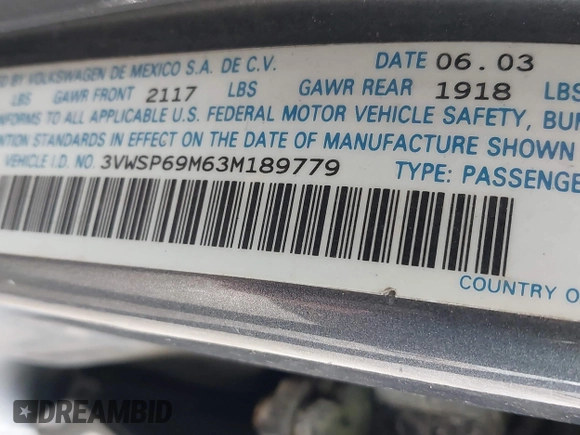 ED BY VOLKSWAGEN DE MEXICO S.A. DE C.V. DATE 06.03
LBS GAWR FRONT 2117 LBS GAWR REAR 1918 LBS
NFORMS TO ALL APPLICABLE U.S. FEDERAL MOTOR VEHICLE SAFETY, BUM
ENTION STANDARDS IN EFFECT ON THE DATE OF MANUFACTURE SHOWN
VEHICLE I.D. NO. 3VWSP69M63M189779 TYPE: PASSENGE
COUNTRY O
DREAMBID